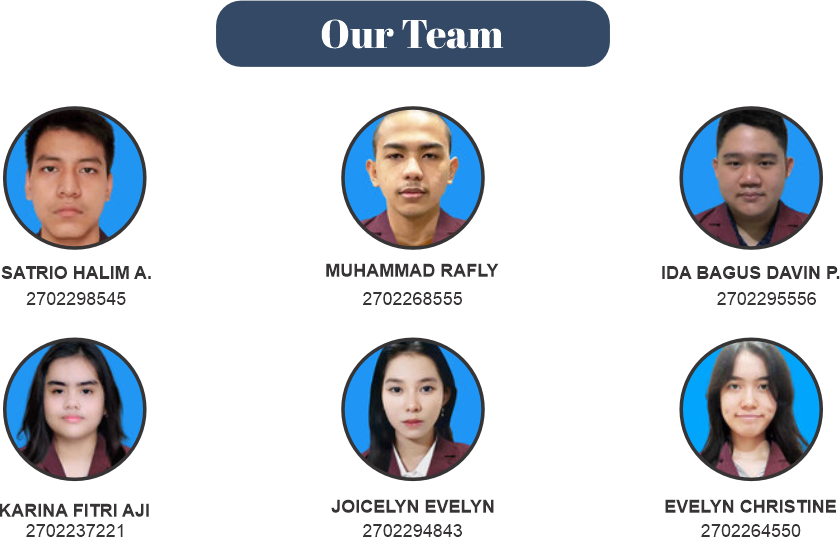 Our Team
SATRIO HALIM A.
2702298545
MUHAMMAD RAFLY
2702268555
IDA BAGUS DAVIN P.
2702295556
KARINA FITRI AJI
2702237221
JOICELYN EVELYN
2702294843
EVELYN CHRISTINE
2702264550